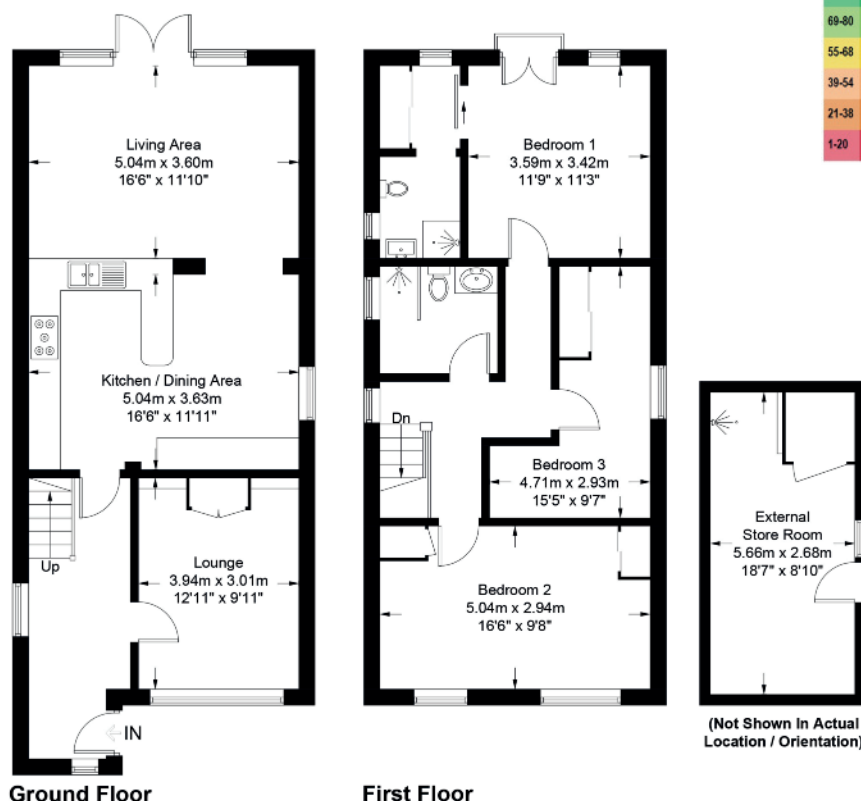 69-80
55-68
39-54
21-38
1-20
Living Area
5.04m x 3.60m
16'6" x 11'10"
Kitchen / Dining Area
5.04m x 3.63m
16'6" x 11'11"
Up
Lounge
3.94m x 3.01m
12'11" x 9'11"
IN
Ground Floor
Bedroom 1
3.59m x 3.42m
11'9" x 11'3"
Dn
Bedroom 3
4.71m x 2.93m
15'5" x 9'7"
Bedroom 2
5.04m x 2.94m
16'6" x 9'8"
First Floor
External
Store Room
5.66m x 2.68m
18'7" x 8'10"
(Not Shown In Actual
Location / Orientation)